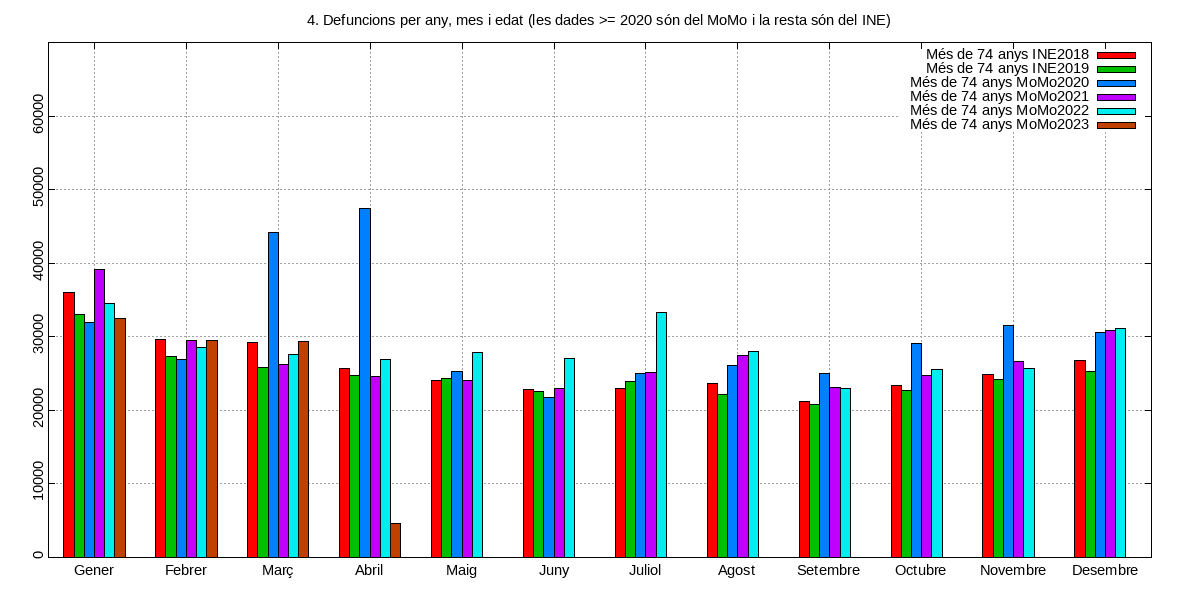 4. Defuncions per any, mes i edat (les dades >= 2020 són del MoMo i la resta són del INE)
Més de 74 anys INE2018
Més de 74 anys INE2019
Més de 74 anys MoMo2020
Més de 74 anys MoMo2021
Més de 74 anys MoMo2022
Més de 74 anys MoMo2023
60000
50000
40000
30000
20000
10000
0
Gener Febrer Març Abril Maig Juny Juliol Agost Setembre Octubre Novembre Desembre